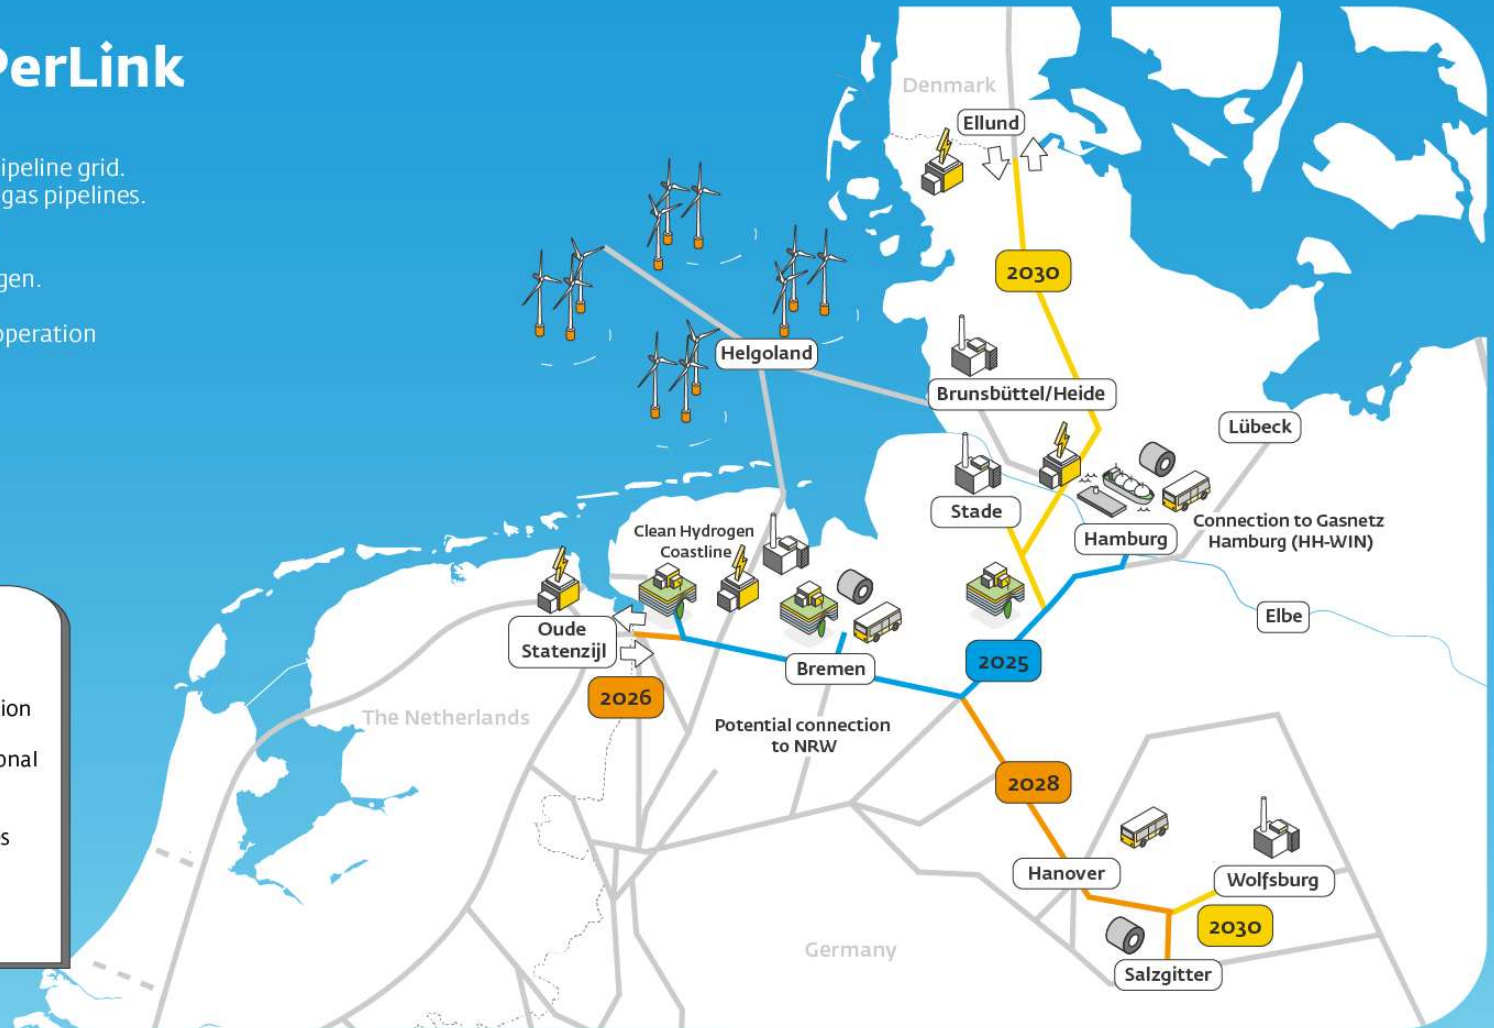 PerLink
ipeline grid.
gas pipelines.
gen.
operation
ion
onal
s
Denmark
Ellund
2030
Helgoland
Brunsbüttel/Heide
Lübeck
Stade
Hamburg
Connection to Gasnetz
Hamburg (HH-WIN)
Clean Hydrogen
Coastline
Oude
Statenzijl
Elbe
2025
Bremen
2026
The Netherlands
Potential connection
to NRW
2028
Hanover
Wolfsburg
2030
Germany
Salzgitter